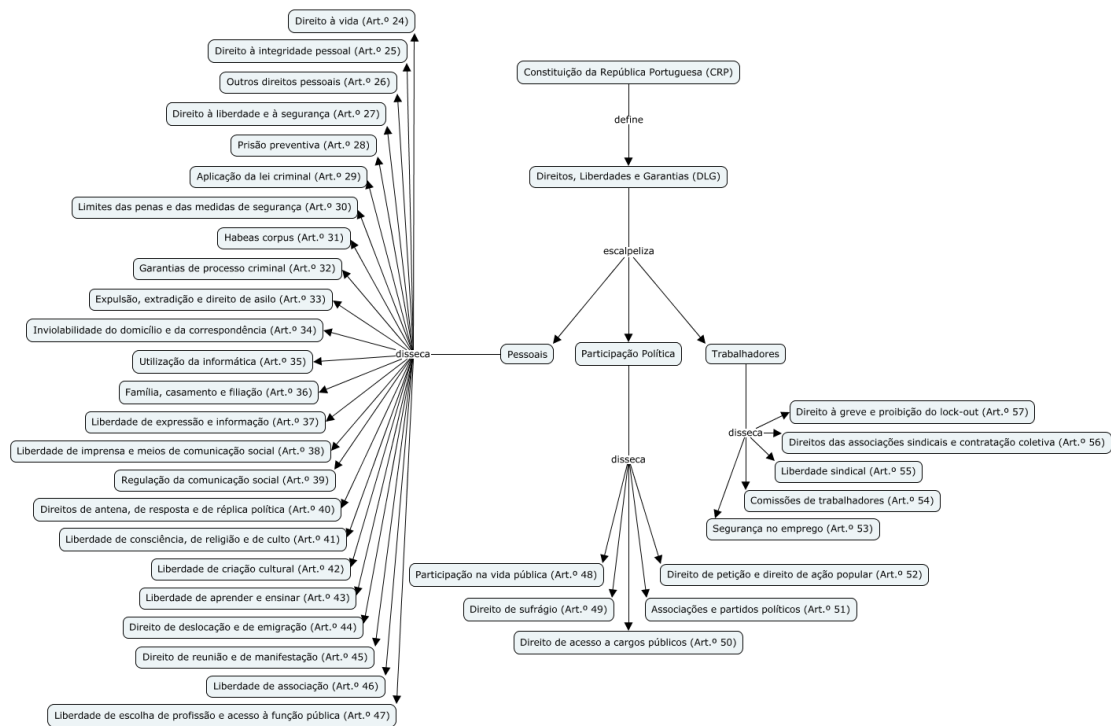 Constituição da República Portuguesa (CRP)
define
Direitos, Liberdades e Garantias (DLG)
escalpeliza
Pessoais
Participação Política
Trabalhadores
disseca
Direito à vida (Art.º 24)
Direito à integridade pessoal (Art.º 25)
Outros direitos pessoais (Art.º 26)
Direito à liberdade e à segurança (Art.º 27)
Prisão preventiva (Art.º 28)
Aplicação da lei criminal (Art.º 29)
Limites das penas e das medidas de segurança (Art.º 30)
Habeas corpus (Art.º 31)
Garantias de processo criminal (Art.º 32)
Expulsão, extradição e direito de asilo (Art.º 33)
Inviolabilidade do domicílio e da correspondência (Art.º 34)
Utilização da informática (Art.º 35)
Família, casamento e filiação (Art.º 36)
Liberdade de expressão e informação (Art.º 37)
Liberdade de imprensa e meios de comunicação social (Art.º 38)
Regulação da comunicação social (Art.º 39)
Direitos de antena, de resposta e de réplica política (Art.º 40)
Liberdade de consciência, de religião e de culto (Art.º 41)
Liberdade de criação cultural (Art.º 42)
Liberdade de aprender e ensinar (Art.º 43)
Direito de deslocação e de emigração (Art.º 44)
Direito de reunião e de manifestação (Art.º 45)
Liberdade de associação (Art.º 46)
Liberdade de escolha de profissão e acesso à função pública (Art.º 47)
disseca
Participação na vida pública (Art.º 48)
Direito de sufrágio (Art.º 49)
Direito de acesso a cargos públicos (Art.º 50)
Associações e partidos políticos (Art.º 51)
Direito de petição e direito de ação popular (Art.º 52)
disseca
Direito à greve e proibição do lock-out (Art.º 57)
Direitos das associações sindicais e contratação coletiva (Art.º 56)
Liberdade sindical (Art.º 55)
Comissões de trabalhadores (Art.º 54)
Segurança no emprego (Art.º 53)